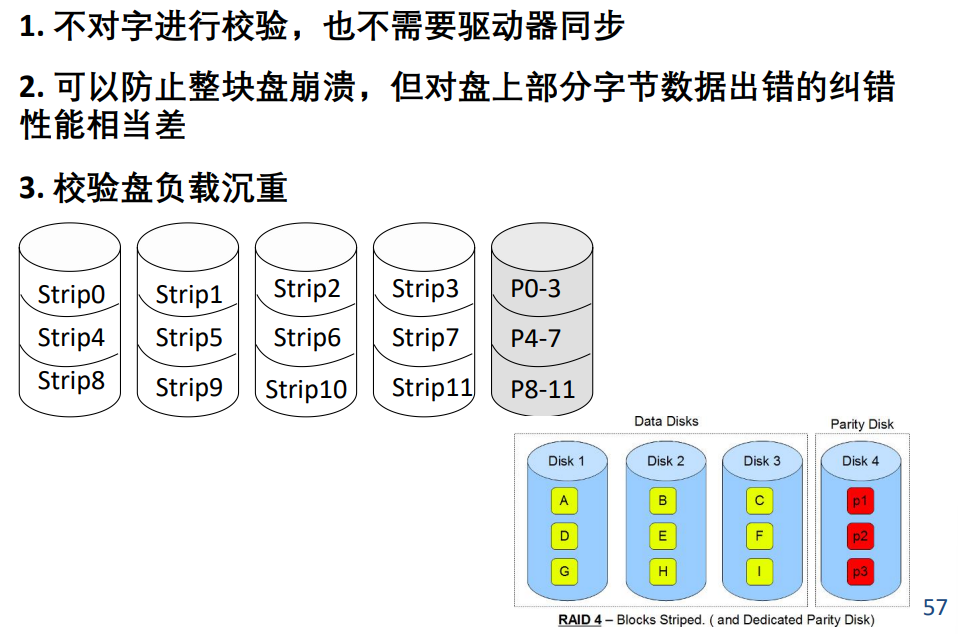 1. 不对字进行校验，也不需要驱动器同步
2. 可以防止整块盘崩溃，但对盘上部分字节数据出错的纠错
性能相当差
3. 校验盘负载沉重
Strip0 Strip1 Strip2 Strip3 P0-3
Strip4 Strip5 Strip6 Strip7 P4-7
Strip8 Strip9 Strip10 Strip11 P8-11
Data Disks Parity Disk
Disk 1 Disk 2 Disk 3 Disk 4
A B C p1
D E F p2
G H I p3
RAID 4 – Blocks Striped. ( and Dedicated Parity Disk)
57